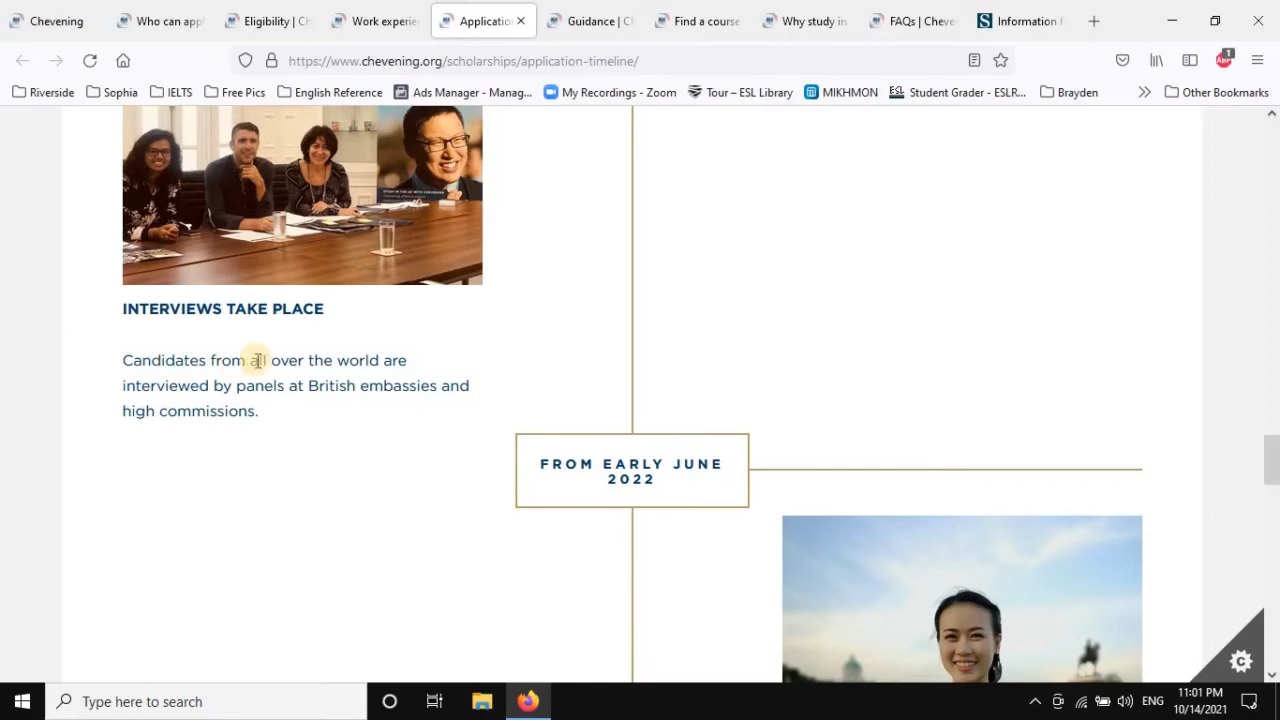 Chevening
Who can appl
Eligibility | C
Work experie
Application
Guidance | C
Find a course
Why study in
FAQs | Cheve
Information f
https://www.chevening.org/scholarships/application-timeline/
1
ABP
Riverside
Sophia
IELTS
Free Pics
English Reference
Ads Manager - Manag...
My Recordings - Zoom
Tour – ESL Library
MIKHMON
ESL Student Grader - ESLR...
Brayden
Other Bookmarks
INTERVIEWS TAKE PLACE
Candidates from all over the world are
interviewed by panels at British embassies and
high commissions.
FROM EARLY JUNE
2022
Type here to search
ENG
11:01 PM
10/14/2021